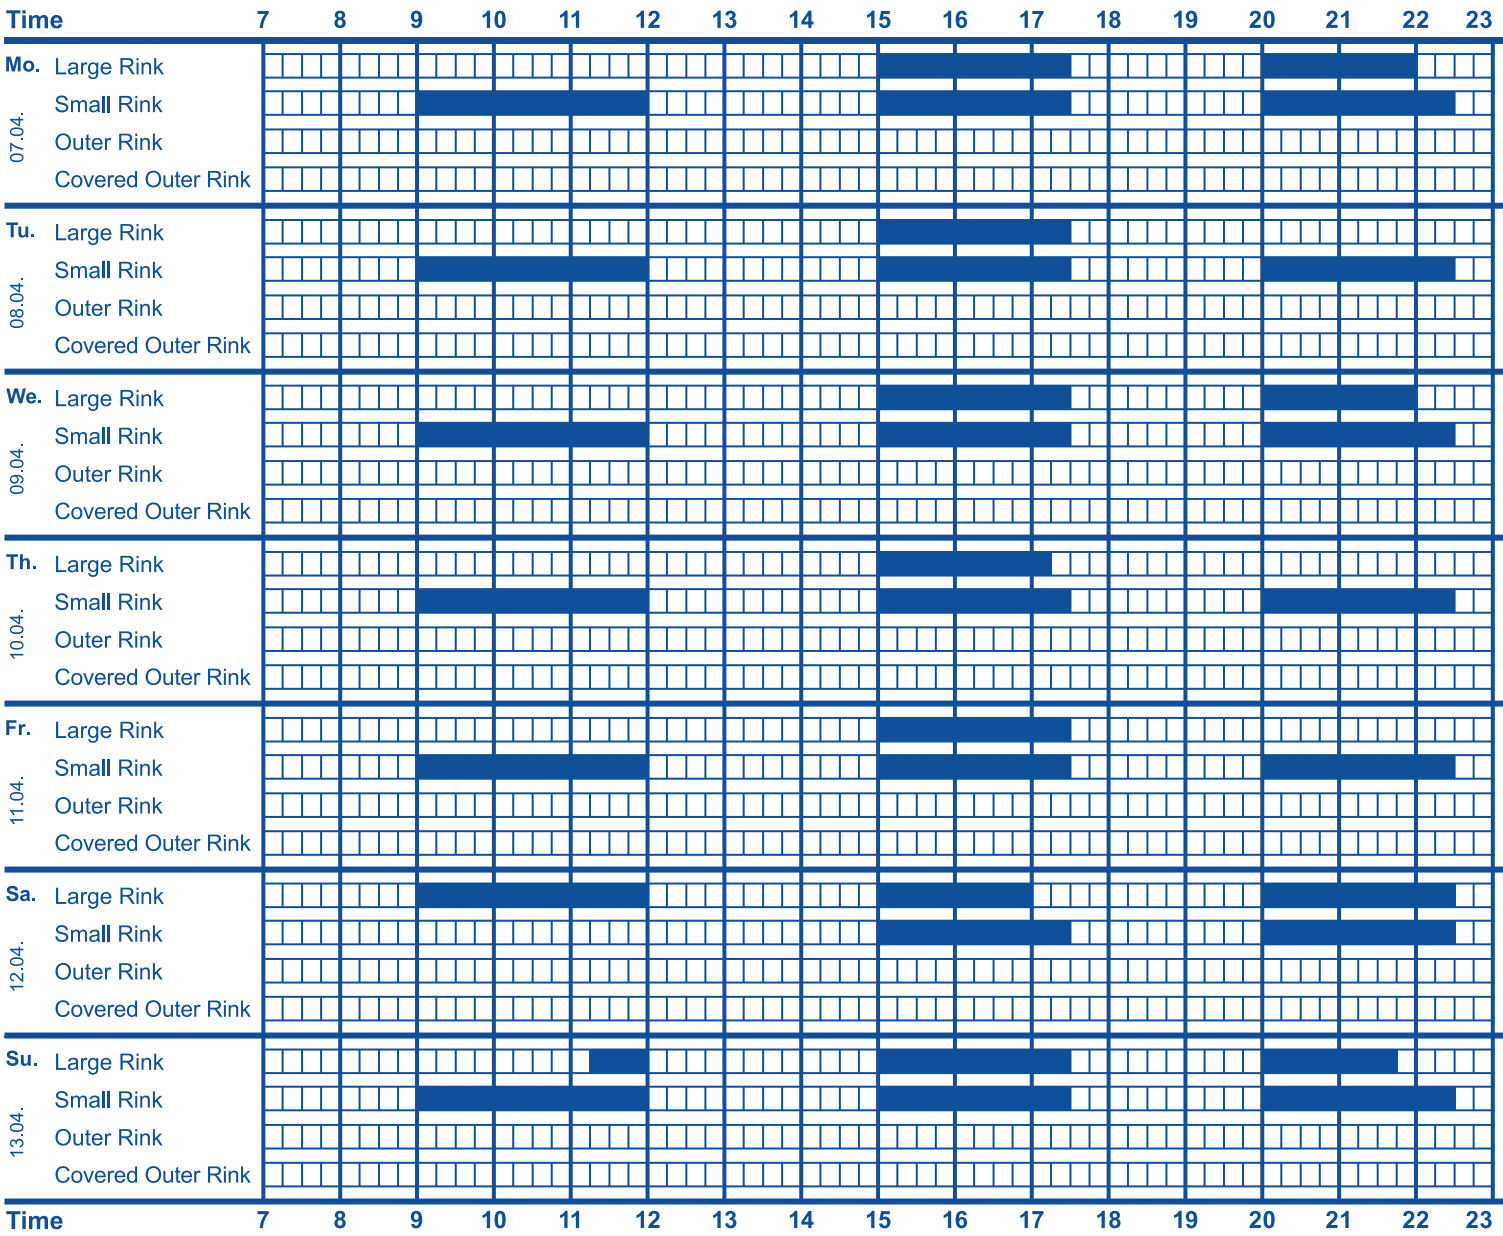 Time 7 8 9 10 11 12 13 14 15 16 17 18 19 20 21 22 23
Mo. Large Rink
Small Rink
07.04.
Outer Rink
Covered Outer Rink
Tu. Large Rink
Small Rink
08.04.
Outer Rink
Covered Outer Rink
We. Large Rink
Small Rink
09.04.
Outer Rink
Covered Outer Rink
Th. Large Rink
Small Rink
10.04.
Outer Rink
Covered Outer Rink
Fr. Large Rink
Small Rink
11.04.
Outer Rink
Covered Outer Rink
Sa. Large Rink
Small Rink
12.04.
Outer Rink
Covered Outer Rink
Su. Large Rink
Small Rink
13.04.
Outer Rink
Covered Outer Rink
Time 7 8 9 10 11 12 13 14 15 16 17 18 19 20 21 22 23